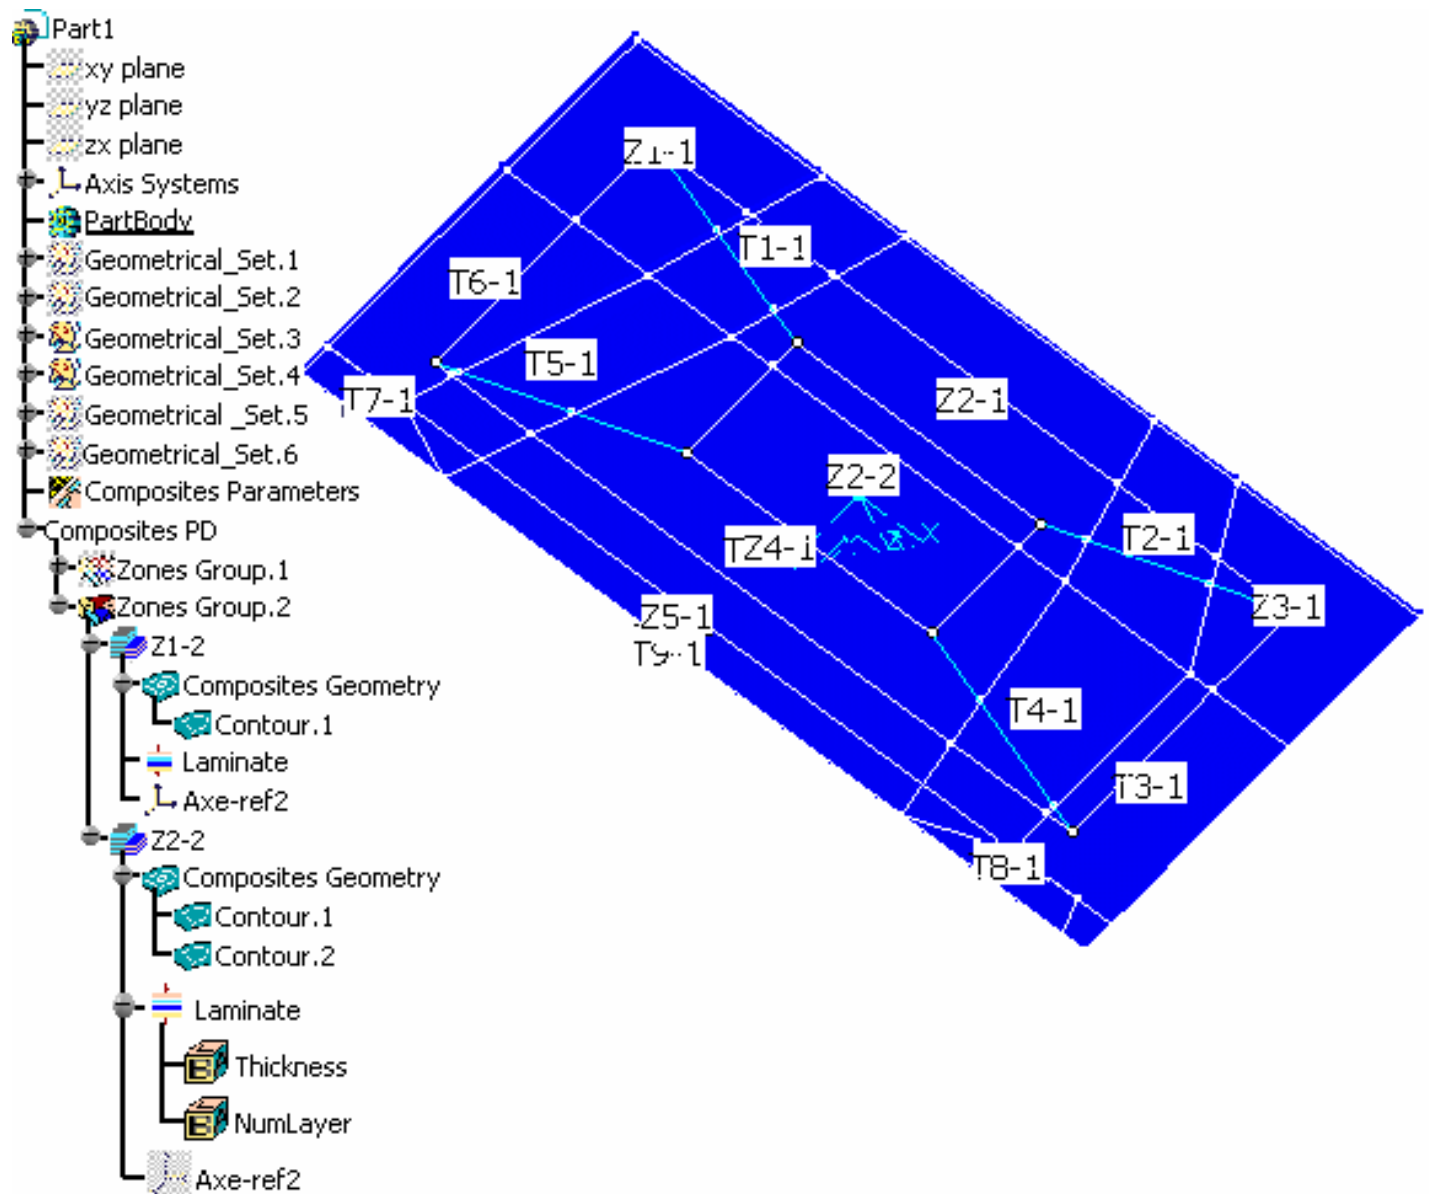 Part1
xy plane
yz plane
zx plane
Axis Systems
PartBody
Geometrical_Set.1
Geometrical_Set.2
Geometrical_Set.3
Geometrical_Set.4
Geometrical _Set.5
Geometrical_Set.6
Composites Parameters
Composites PD
Zones Group.1
Zones Group.2
Z1-2
Composites Geometry
Contour.1
Laminate
Axe-ref2
Z2-2
Composites Geometry
Contour.1
Contour.2
Laminate
Thickness
NumLayer
Axe-ref2
Z1-1
T1-1
T6-1
T5-1
T7-1
Z2-1
Z2-2
T2-1
Z3-1
Z5-1
T9-1
T4-1
T3-1
T8-1